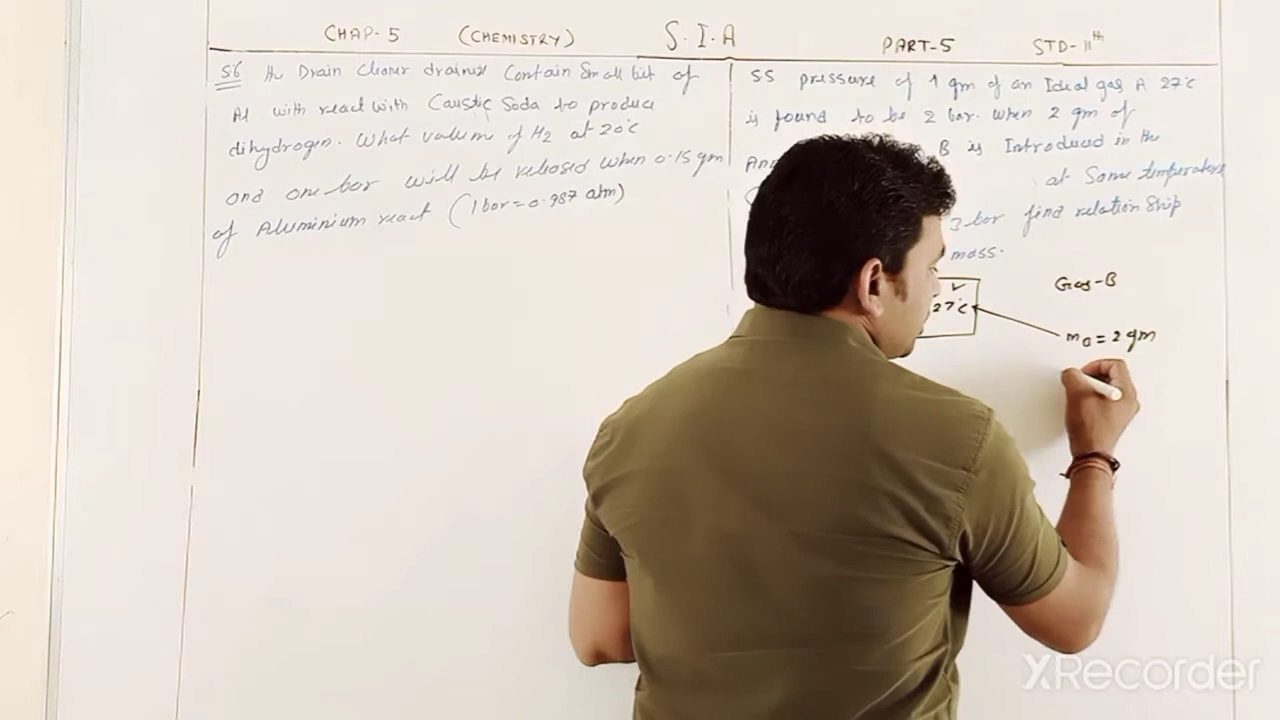 CHAP-5 (CHEMISTRY) S.I.A PART-5 STD-11th
56 The Drain Cleaner drainex Contain Small bit of
Al with react with Caustic Soda to produce
dihydrogen. What valume of H2 at 20°C
and one bar will be released when 0.15 gm
of Aluminium react (1 bar = 0.987 atm)
55 pressure of 1 gm of an Ideal gas A 27°C
is found to be 2 bar. when 2 gm of
B is Introduced in the
at Same temperature
3 bar find relationship
mass.
27°C
Gas-B
mB = 2 gm
XRecorder